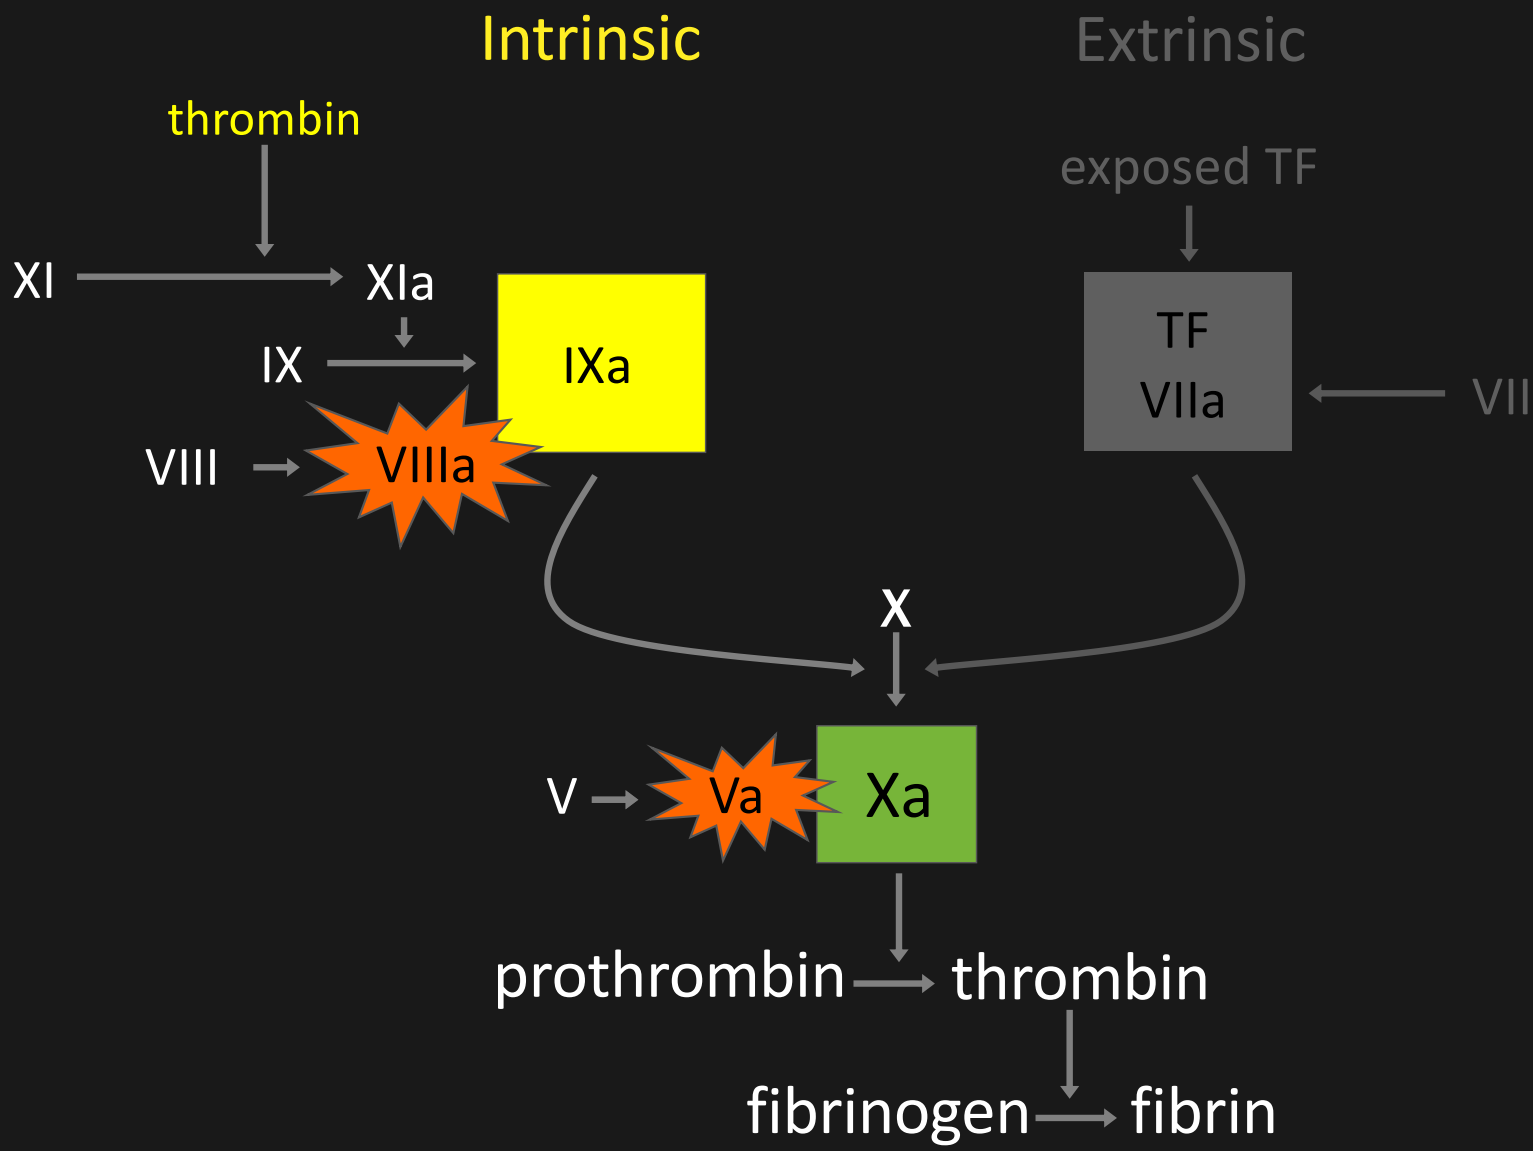 Intrinsic
Extrinsic
thrombin
exposed TF
XI
XIa
IX
IXa
TF
VIIa
VII
VIII
VIIIa
X
V
Va
Xa
prothrombin
thrombin
fibrinogen
fibrin